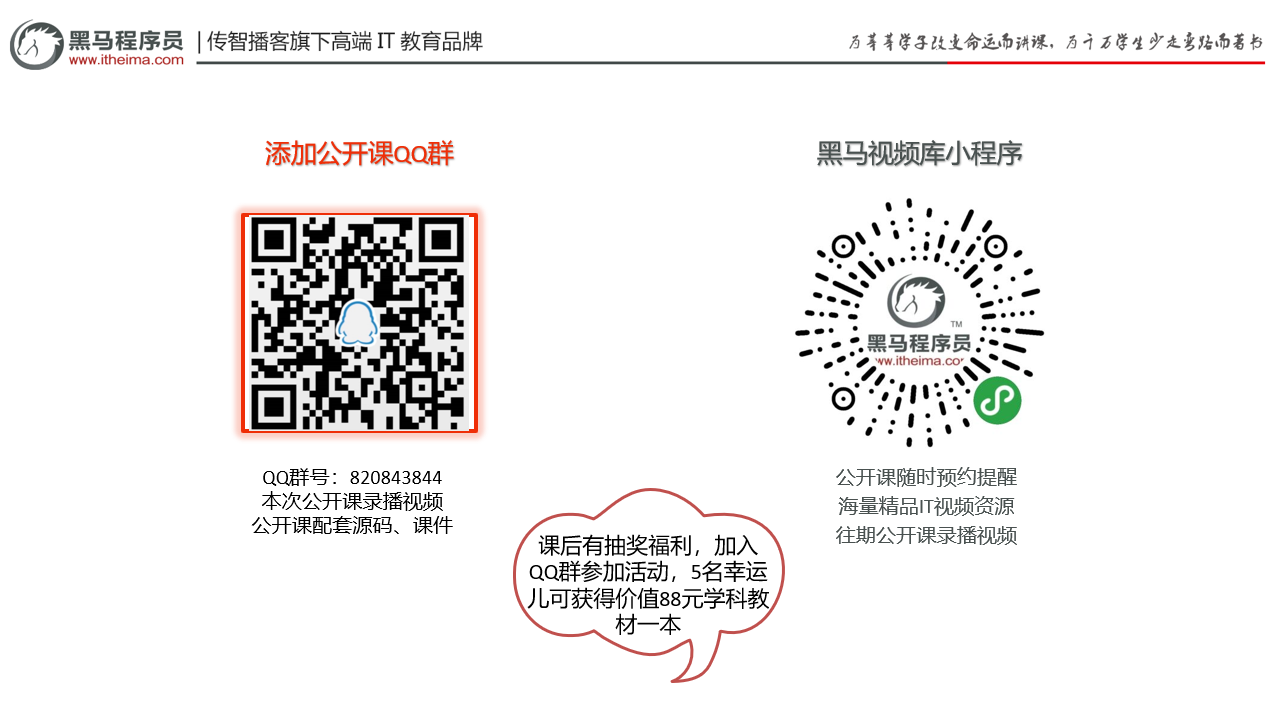 黑马程序员
www.itheima.com
传智播客旗下高端 IT 教育品牌
为莘莘学子改变命运而讲课，为千万学生少走弯路而著书
添加公开课QQ群
QQ群号：820843844
本次公开课录播视频
公开课配套源码、课件
黑马视频库小程序
TM
黑马程序员
ww.itheima.co
公开课随时预约提醒
海量精品IT视频资源
往期公开课录播视频
课后有抽奖福利，加入
QQ群参加活动，5名幸运
儿可获得价值88元学科教
材一本